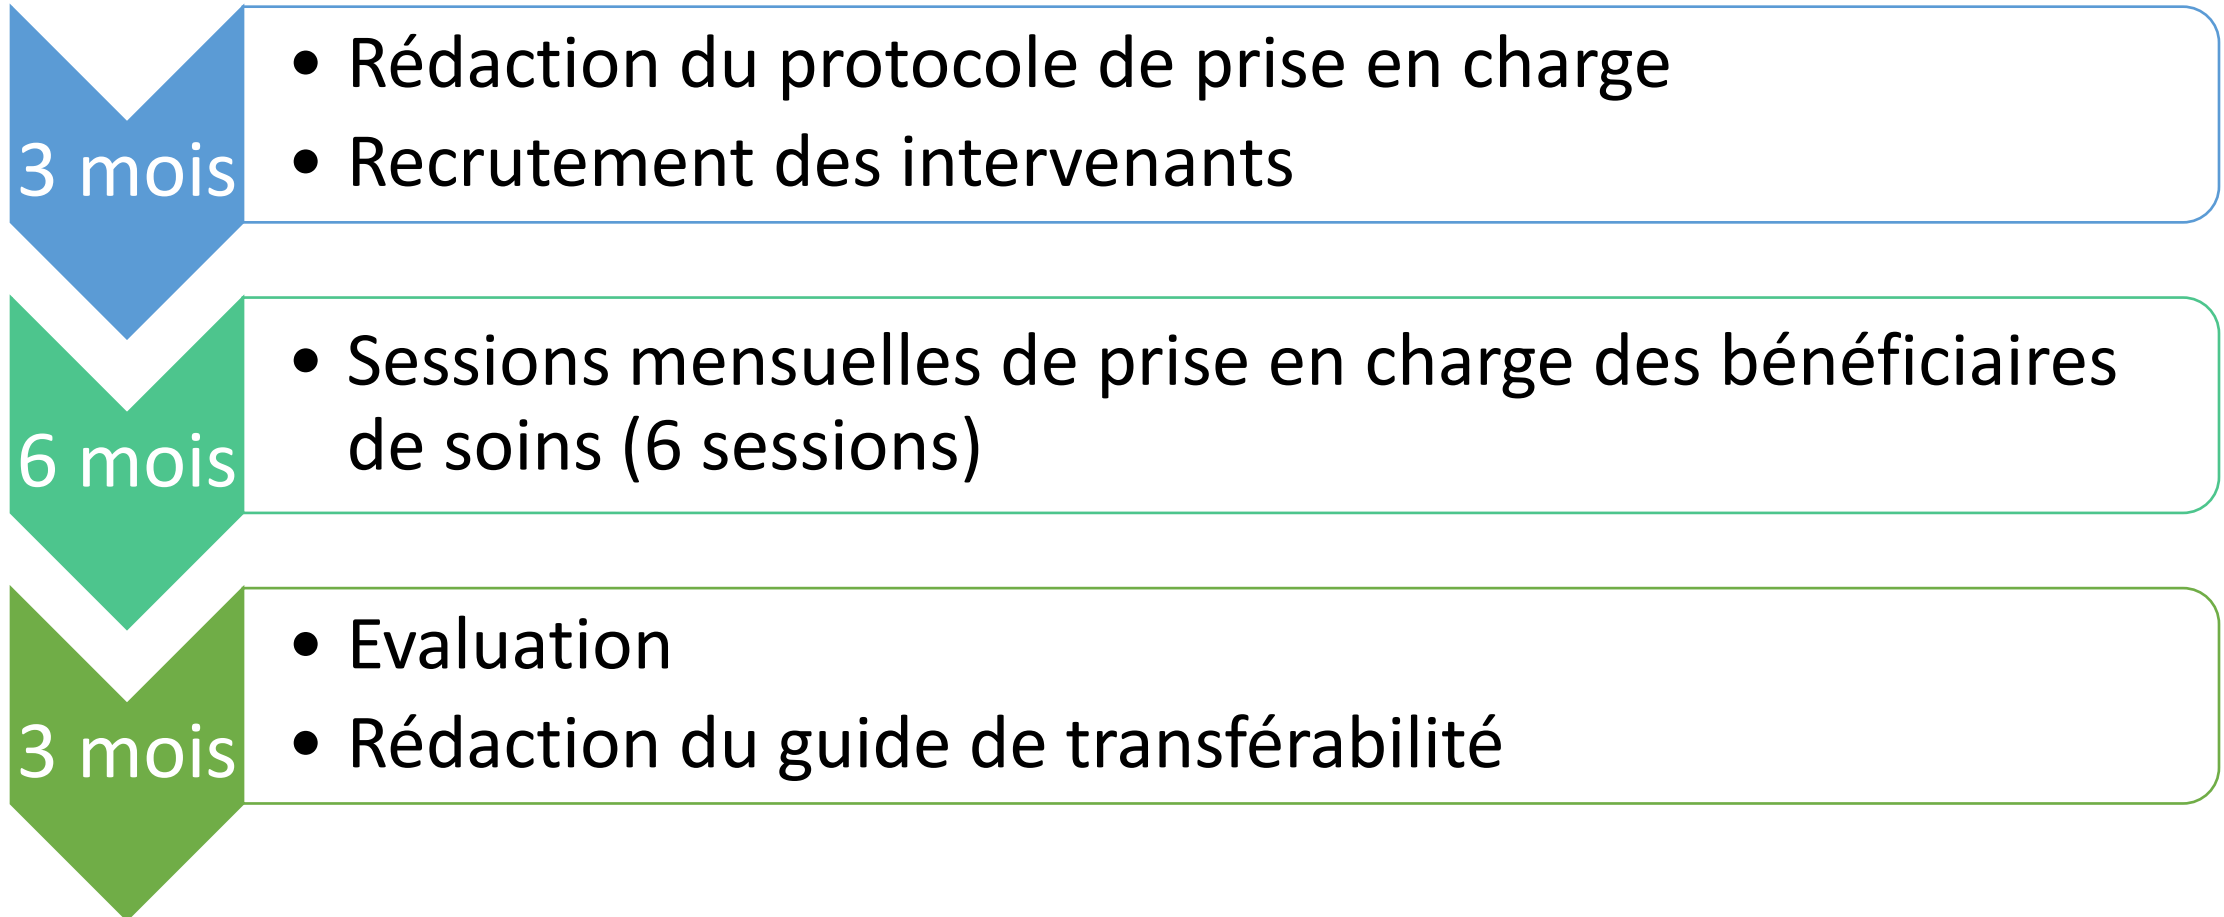 3 mois
• Rédaction du protocole de prise en charge
• Recrutement des intervenants
6 mois
• Sessions mensuelles de prise en charge des bénéficiaires
de soins (6 sessions)
3 mois
• Evaluation
• Rédaction du guide de transférabilité